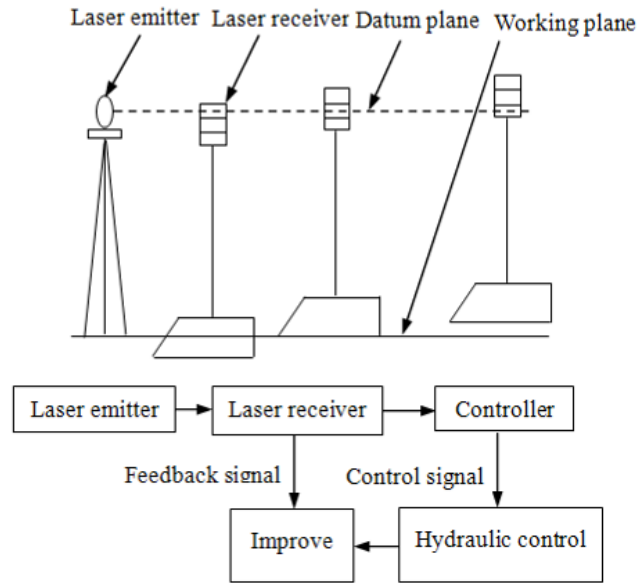 Laser emitter Laser receiver Datum plane Working plane
Laser emitter
Laser receiver
Controller
Feedback signal
Control signal
Improve
Hydraulic control